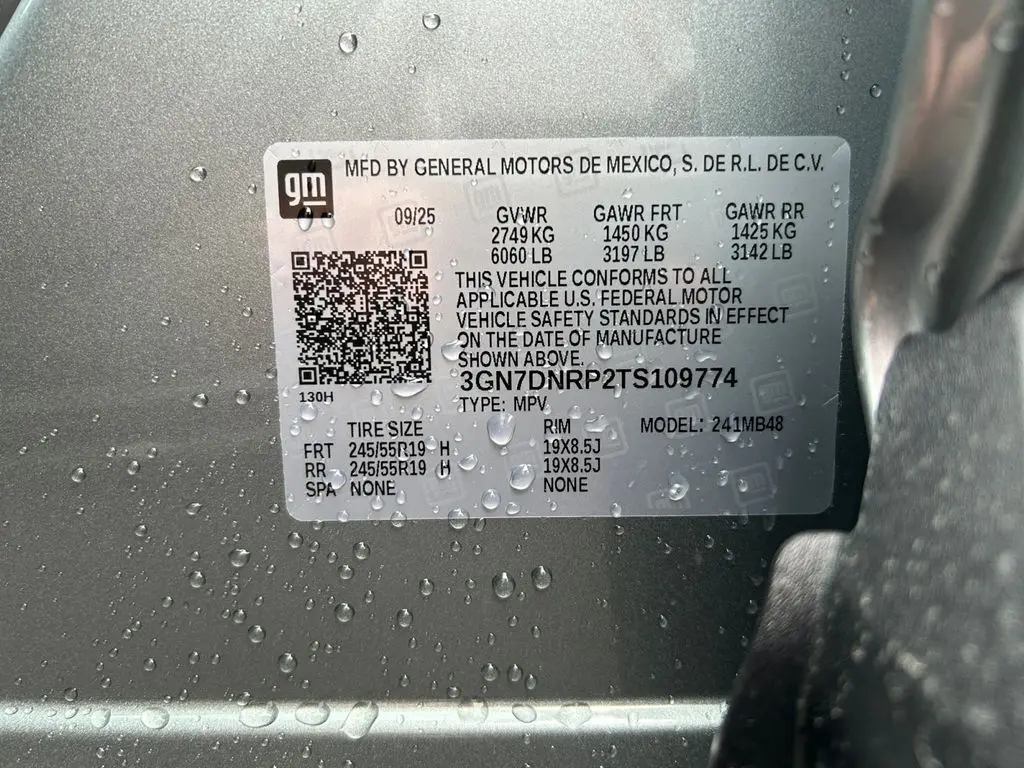 gm
MFD BY GENERAL MOTORS DE MEXICO, S. DE R.L. DE C.V.
09/25 GVWR GAWR FRT GAWR RR
2749 KG 1450 KG 1425 KG
6060 LB 3197 LB 3142 LB
THIS VEHICLE CONFORMS TO ALL
APPLICABLE U.S. FEDERAL MOTOR
VEHICLE SAFETY STANDARDS IN EFFECT
ON THE DATE OF MANUFACTURE
SHOWN ABOVE.
3GN7DNRP2TS109774
130H
TYPE: MPV
TIRE SIZE RIM MODEL: 241MB48
FRT 245/55R19 H 19X8.5J
RR 245/55R19 H 19X8.5J
SPA NONE NONE